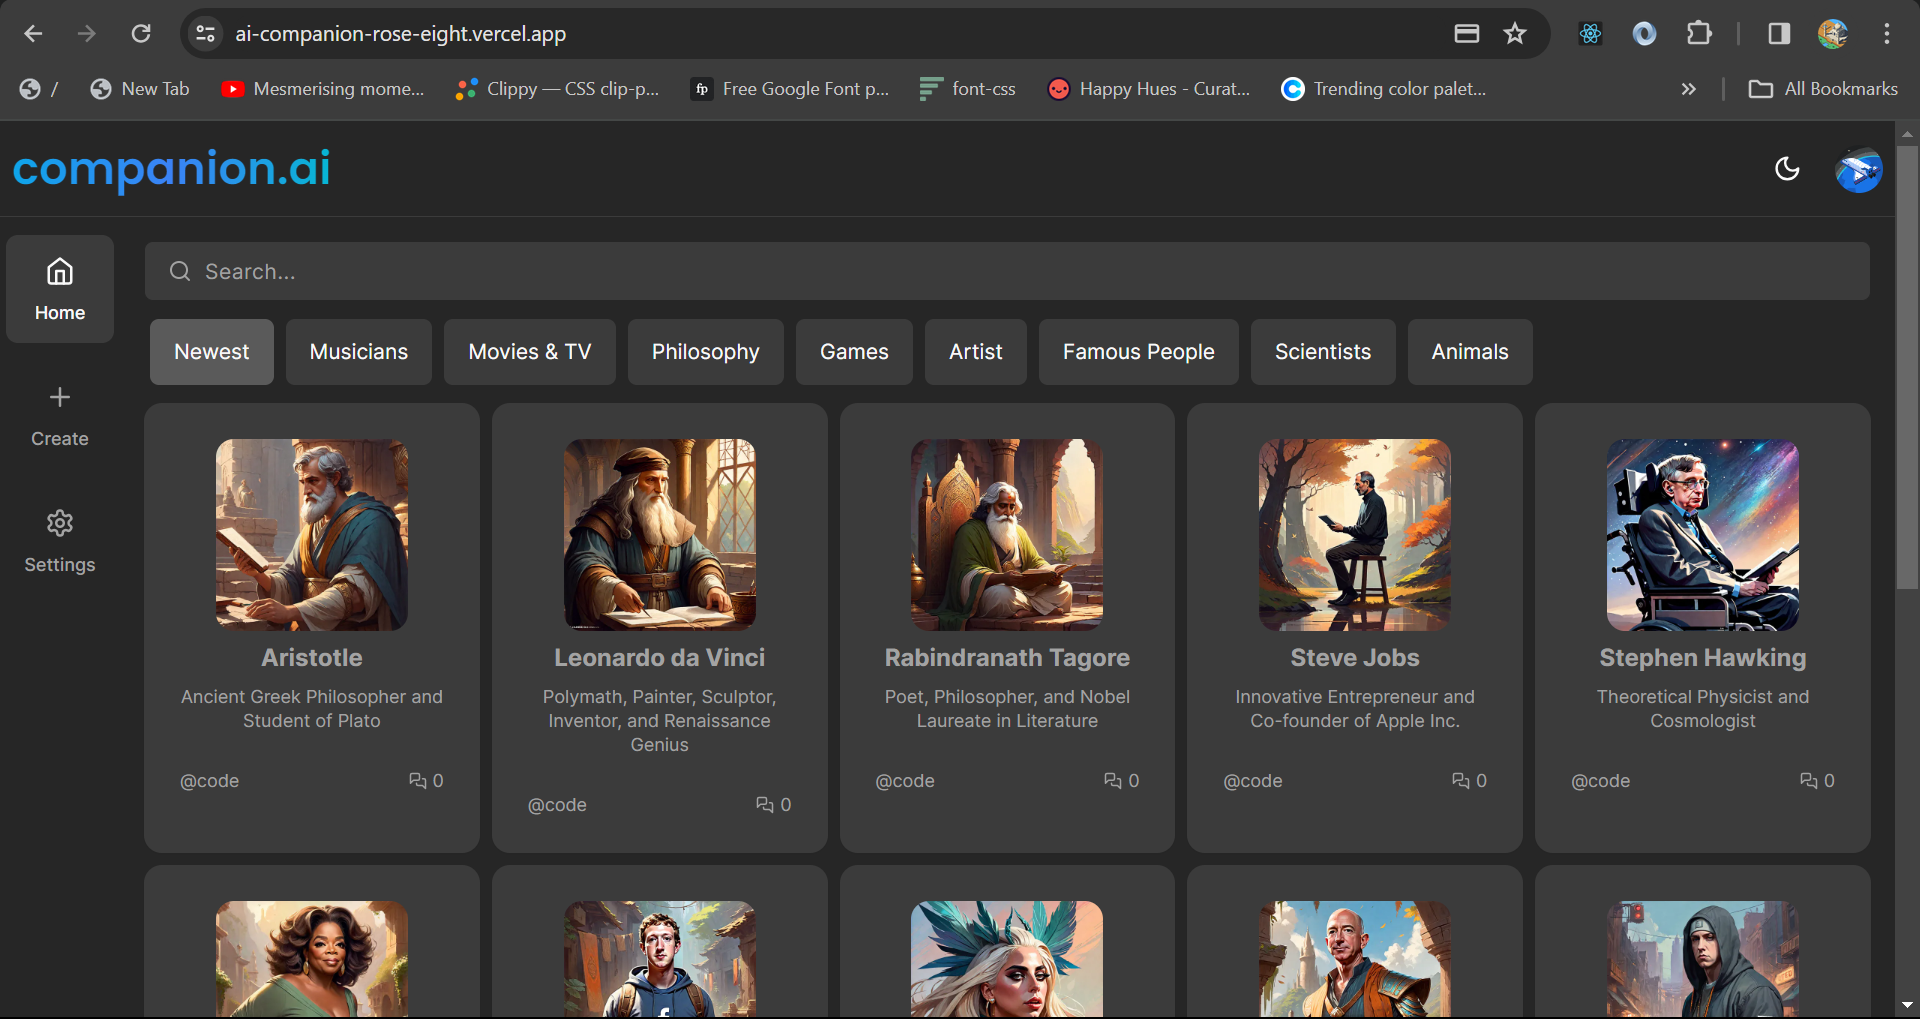 ai-companion-rose-eight.vercel.app
/
New Tab
Mesmerising mome...
Clippy — CSS clip-p...
fp
Free Google Font p...
font-css
Happy Hues - Curat...
Trending color palet...
»
All Bookmarks
companion.ai
Search...
Home
Create
Settings
Newest
Musicians
Movies & TV
Philosophy
Games
Artist
Famous People
Scientists
Animals
Aristotle
Ancient Greek Philosopher and
Student of Plato
@code
0
Leonardo da Vinci
Polymath, Painter, Sculptor,
Inventor, and Renaissance
Genius
@code
0
Rabindranath Tagore
Poet, Philosopher, and Nobel
Laureate in Literature
@code
0
Steve Jobs
Innovative Entrepreneur and
Co-founder of Apple Inc.
@code
0
Stephen Hawking
Theoretical Physicist and
Cosmologist
@code
0